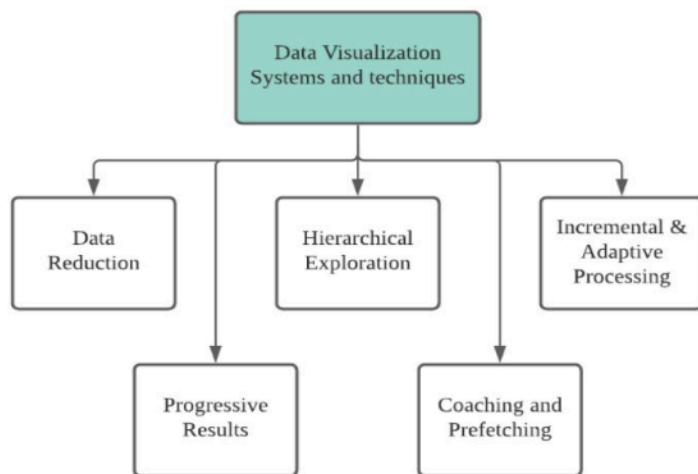 Data Visualization
Systems and techniques
Data
Reduction
Hierarchical
Exploration
Incremental &
Adaptive
Processing
Progressive
Results
Coaching and
Prefetching